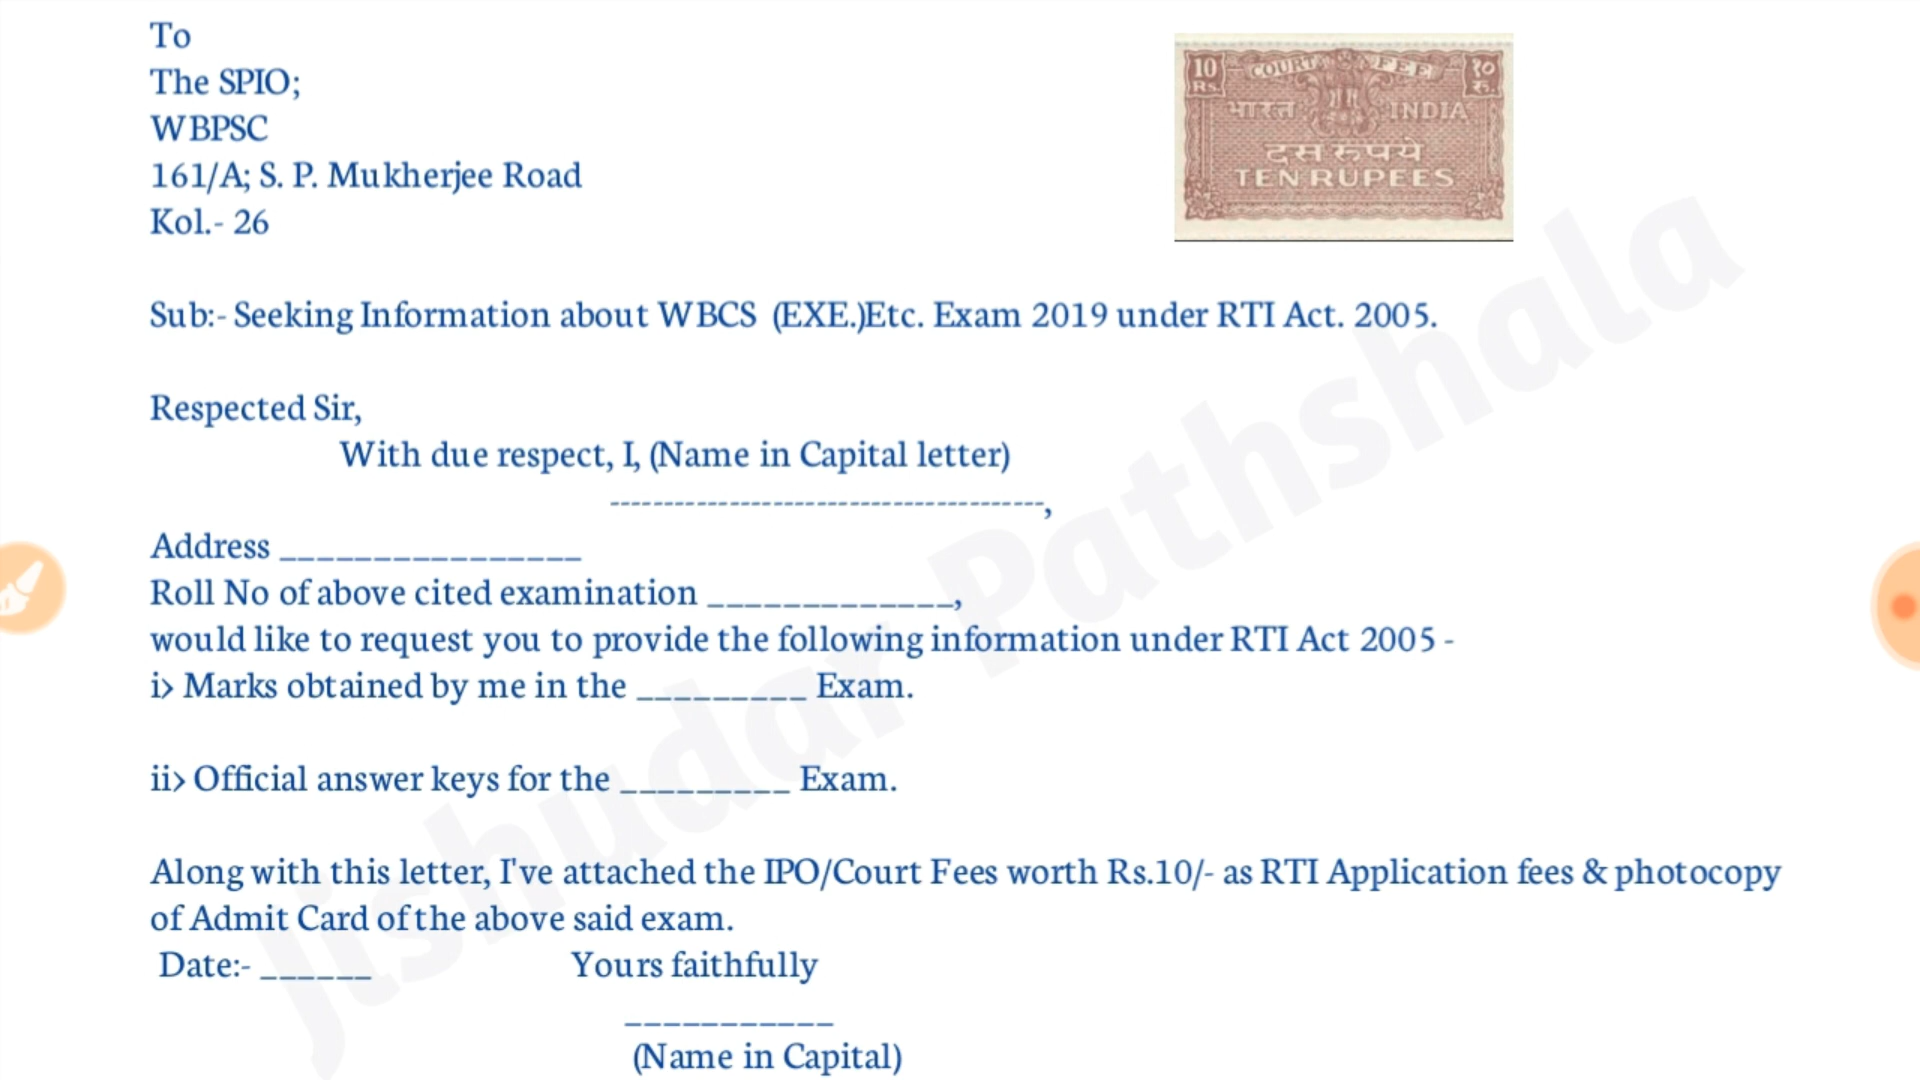 To
The SPIO;
WBPSC
161/A; S. P. Mukherjee Road
Kol.- 26
10 COURT FEE १०
Rs. रु.
भारत INDIA
दस रुपये
TEN RUPEES
Sub:- Seeking Information about WBCS (EXE.)Etc. Exam 2019 under RTI Act. 2005.
Respected Sir,
With due respect, I, (Name in Capital letter)
----------------------------------------,
Address ________________
Roll No of above cited examination _____________,
would like to request you to provide the following information under RTI Act 2005 -
i> Marks obtained by me in the _________ Exam.
ii> Official answer keys for the _________ Exam.
Along with this letter, I've attached the IPO/Court Fees worth Rs.10/- as RTI Application fees & photocopy
of Admit Card of the above said exam.
Date:- ______ Yours faithfully
___________
(Name in Capital)
Jishudar Pathshala